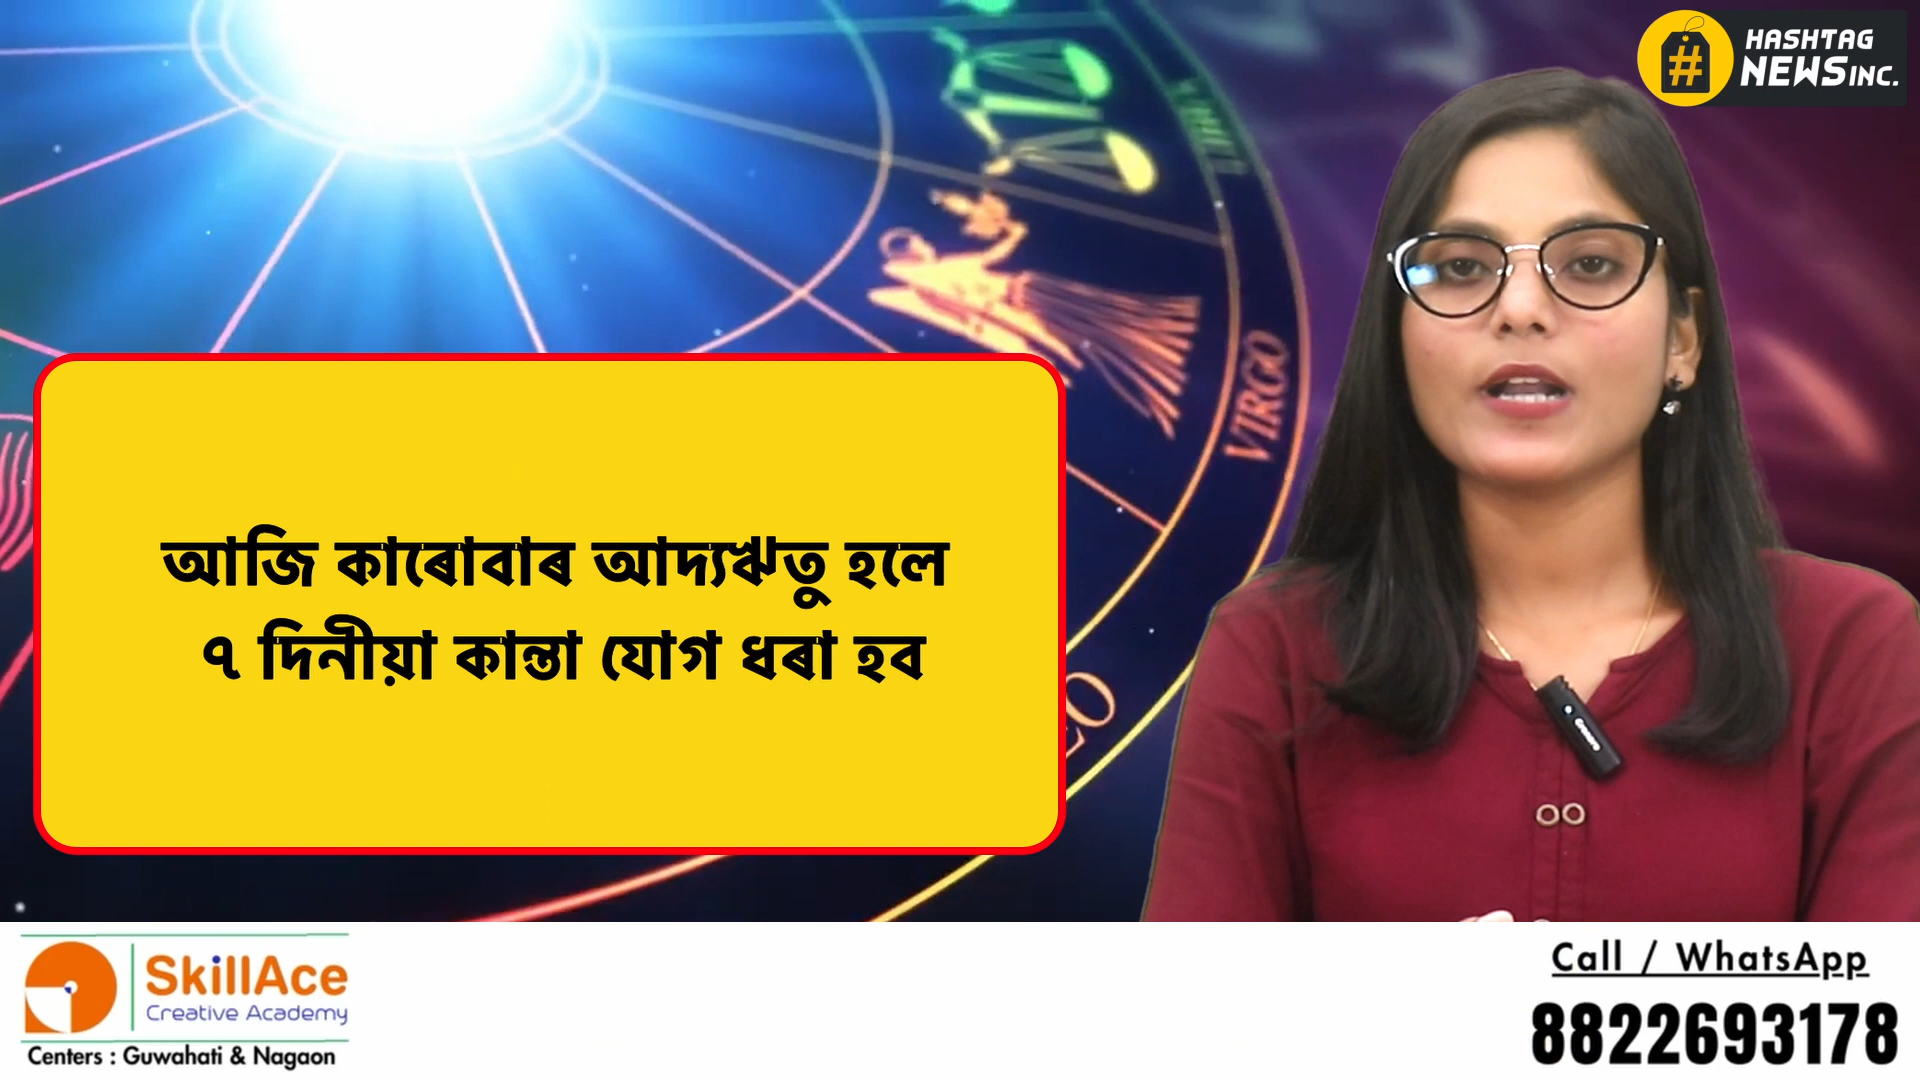 HASHTAG
NEWS INC.
LIBRA
VIRGO
আজি কাৰোবাৰ আদ্যঋতু হলে
৭ দিনীয়া কান্তা যোগ ধৰা হব
SkillAce
Creative Academy
Centers : Guwahati & Nagaon
Call / WhatsApp
8822693178